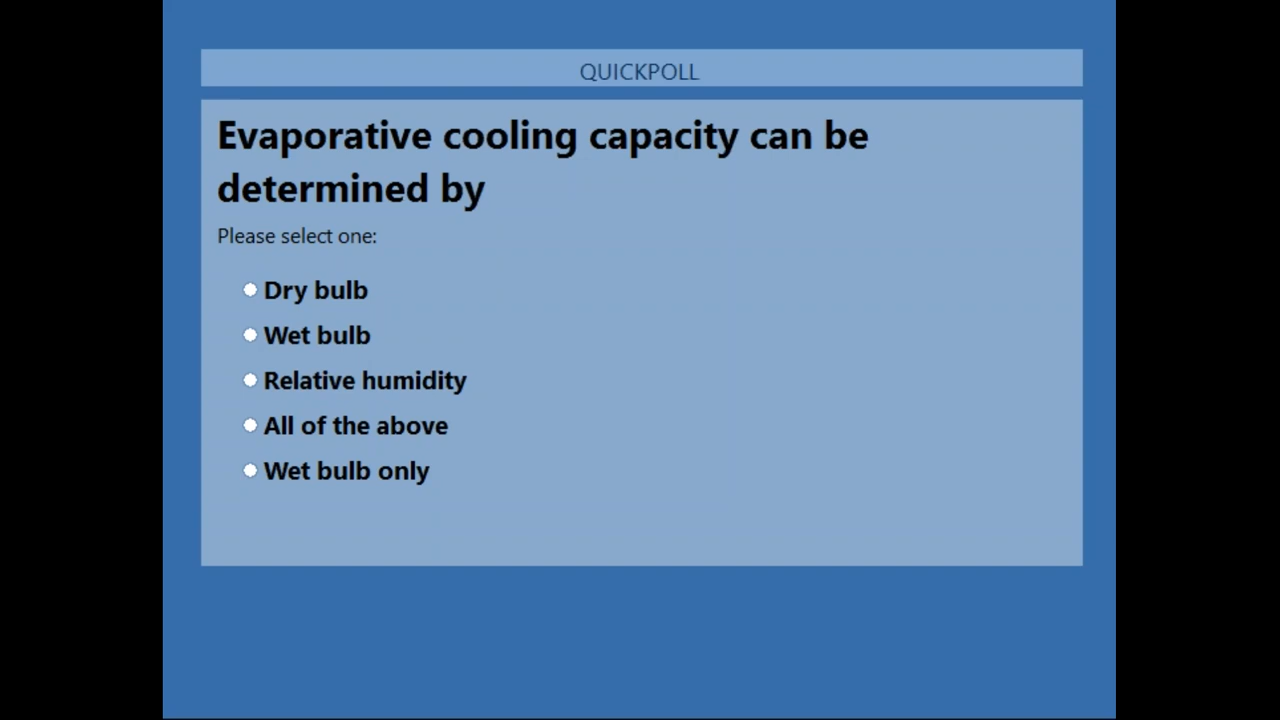 QUICKPOLL
Evaporative cooling capacity can be
determined by
Please select one:
Dry bulb
Wet bulb
Relative humidity
All of the above
Wet bulb only